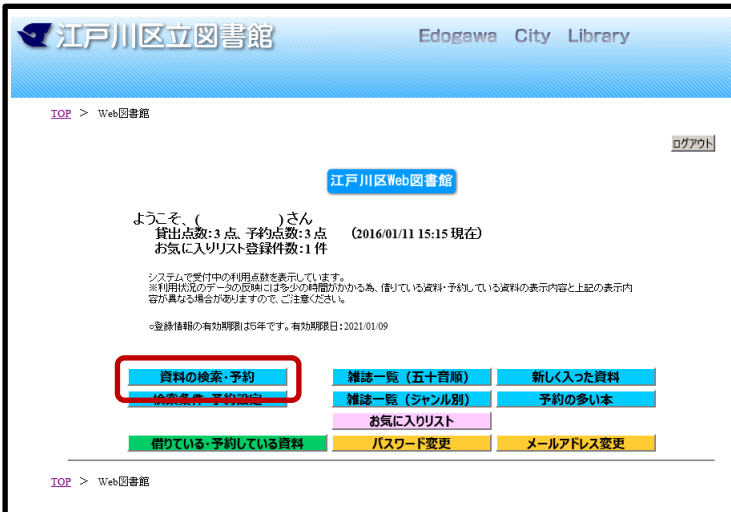 江戸川区立図書館 Edogawa City Library
TOP > Web図書館
ログアウト
江戸川区Web図書館
ようこそ、( )さん
貸出点数:3 点、予約点数:3 点 (2016/01/11 15:15 現在)
お気に入りリスト登録件数:1 件
システムで受付中の利用点数を表示しています。
※利用状況のデータの反映には多少の時間がかかる為、借りている資料・予約している資料の表示内容と上記の表示内
容が異なる場合がありますので、ご注意ください。
○登録情報の有効期限は5年です。有効期限日:2021/01/09
資料の検索・予約 雑誌一覧(五十音順) 新しく入った資料
検索条件・予約設定 雑誌一覧(ジャンル別) 予約の多い本
お気に入りリスト
借りている・予約している資料 パスワード変更 メールアドレス変更
TOP > Web図書館